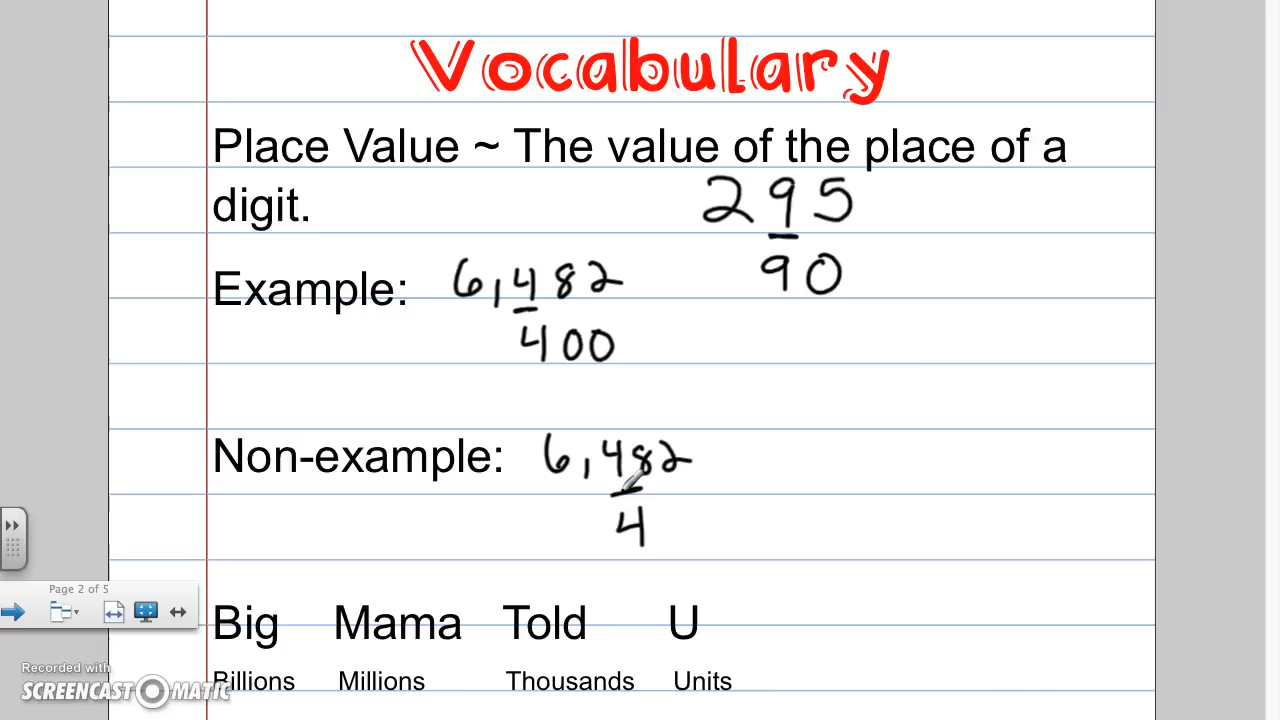 Vocabulary
Place Value ~ The value of the place of a
digit.
295
90
Example: 6,482
400
Non-example: 6,482
4
Page 2 of 5
Big Mama Told U
Billions Millions Thousands Units
Recorded with
SCREENCAST-O-MATIC